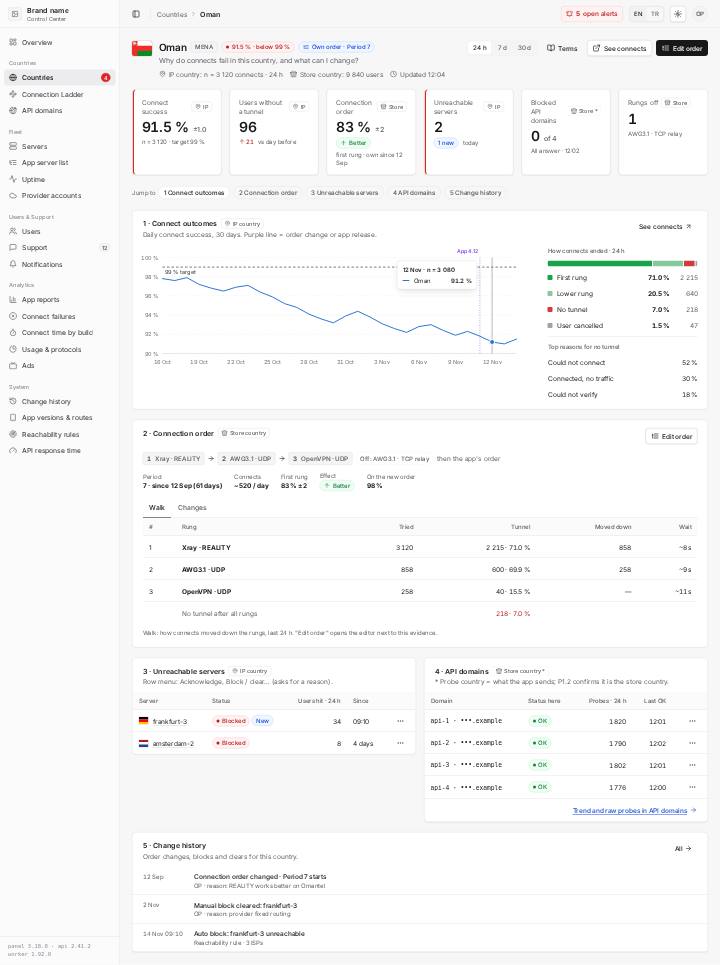 Brand name
Control Center
Overview
Countries
Countries 4
Connection Ladder
API domains
Fleet
Servers
App server list
Uptime
Provider accounts
Users & Support
Users
Support 12
Notifications
Analytics
App reports
Connect failures
Connect time by build
Usage & protocols
Ads
System
Change history
App versions & routes
Reachability rules
API response time
panel 3.18.0 · api 2.41.2
worker 1.92.0
Countries › Oman
5 open alerts EN TR OP
Oman MENA 91.5 % · below 99 % Own order · Period 7
24 h 7 d 30 d Terms See connects Edit order
Why do connects fail in this country, and what can I change?
IP country: n = 3 120 connects · 24 h Store country: 9 840 users Updated 12:04
Connect success IP
91.5 % ±1.0
n = 3 120 · target 99 %
Users without a tunnel IP
96
↑ 21 vs day before
Connection order Store
83 % ±2
↑ Better
first rung · own since 12 Sep
Unreachable servers IP
2
1 new today
Blocked API domains Store *
0 of 4
All answer · 12:02
Rungs off Store
1
AWG3.1 · TCP relay
Jump to 1 Connect outcomes 2 Connection order 3 Unreachable servers 4 API domains 5 Change history
1 · Connect outcomes IP country
Daily connect success, 30 days. Purple line = order change or app release.
See connects ↗
App 4.12
100 %
98 %
96 %
94 %
92 %
90 %
99 % target
12 Nov · n = 3 080
Oman 91.2 %
16 Oct 19 Oct 22 Oct 25 Oct 28 Oct 31 Oct 3 Nov 6 Nov 9 Nov 12 Nov
How connects ended · 24 h
First rung 71.0 % 2 215
Lower rung 20.5 % 640
No tunnel 7.0 % 218
User cancelled 1.5 % 47
Top reasons for no tunnel
Could not connect 52 %
Connected, no traffic 30 %
Could not verify 18 %
2 · Connection order Store country
Edit order
1 Xray · REALITY → 2 AWG3.1 · UDP → 3 OpenVPN · UDP Off: AWG3.1 · TCP relay then the app's order
Period
7 · since 12 Sep (61 days)
Connects
~520 / day
First rung
83 % ±2
Effect
↑ Better
On the new order
98 %
Walk Changes
# Rung Tried Tunnel Moved down Wait
1 Xray · REALITY 3 120 2 215 · 71.0 % 858 ~8 s
2 AWG3.1 · UDP 858 600 · 69.9 % 258 ~9 s
3 OpenVPN · UDP 258 40 · 15.5 % — ~11 s
No tunnel after all rungs 218 · 7.0 %
Walk: how connects moved down the rungs, last 24 h. "Edit order" opens the editor next to this evidence.
3 · Unreachable servers IP country
Row menu: Acknowledge, Block / clear… (asks for a reason).
Server Status Users hit · 24 h Since
frankfurt-3 Blocked New 34 09:10 ···
amsterdam-2 Blocked 8 4 days ···
4 · API domains Store country *
* Probe country = what the app sends; P1.2 confirms it is the store country.
Domain Status here Probes · 24 h Last OK
api-1 · •••.example OK 1 820 12:01 ···
api-2 · •••.example OK 1 790 12:02 ···
api-3 · •••.example OK 1 802 12:01 ···
api-4 · •••.example OK 1 776 12:00 ···
Trend and raw probes in API domains →
5 · Change history
Order changes, blocks and clears for this country.
All →
12 Sep Connection order changed · Period 7 starts
OP · reason: REALITY works better on Omantel
2 Nov Manual block cleared: frankfurt-3
OP · reason: provider fixed routing
14 Nov 09:10 Auto block: frankfurt-3 unreachable
Reachability rule · 3 ISPs